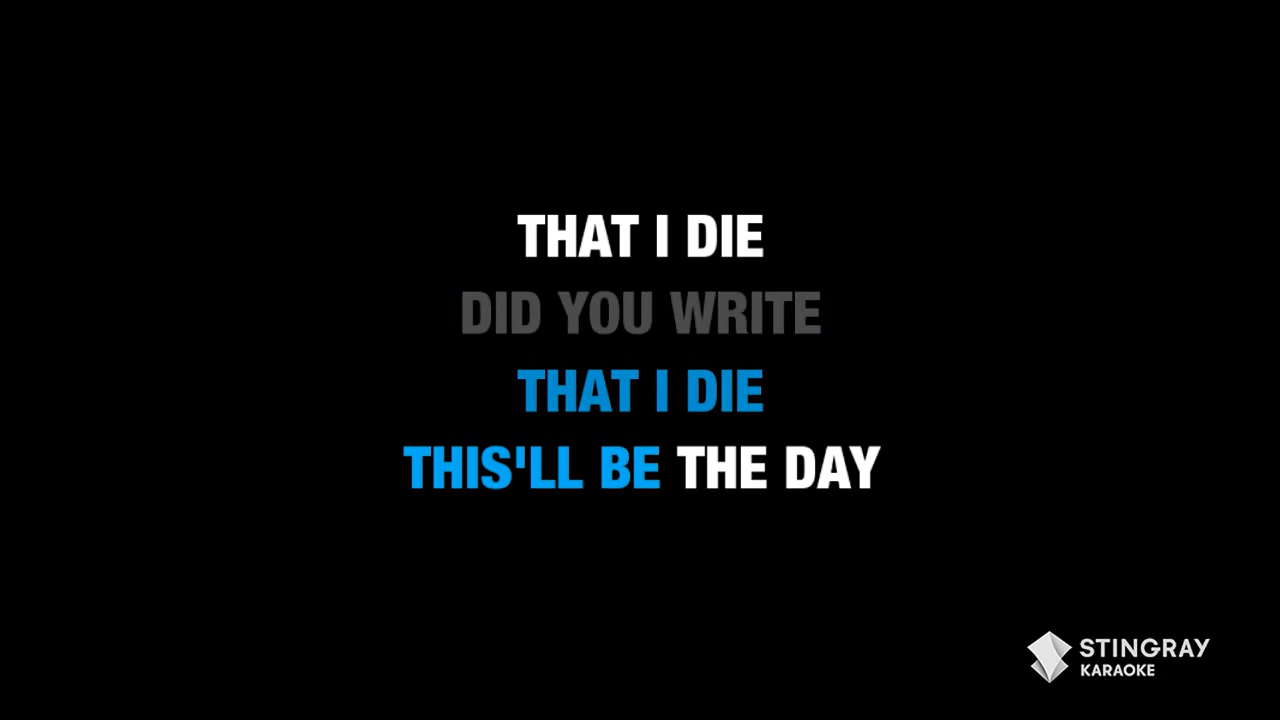 THAT I DIE
DID YOU WRITE
THAT I DIE
THIS'LL BE THE DAY
STINGRAY
KARAOKE